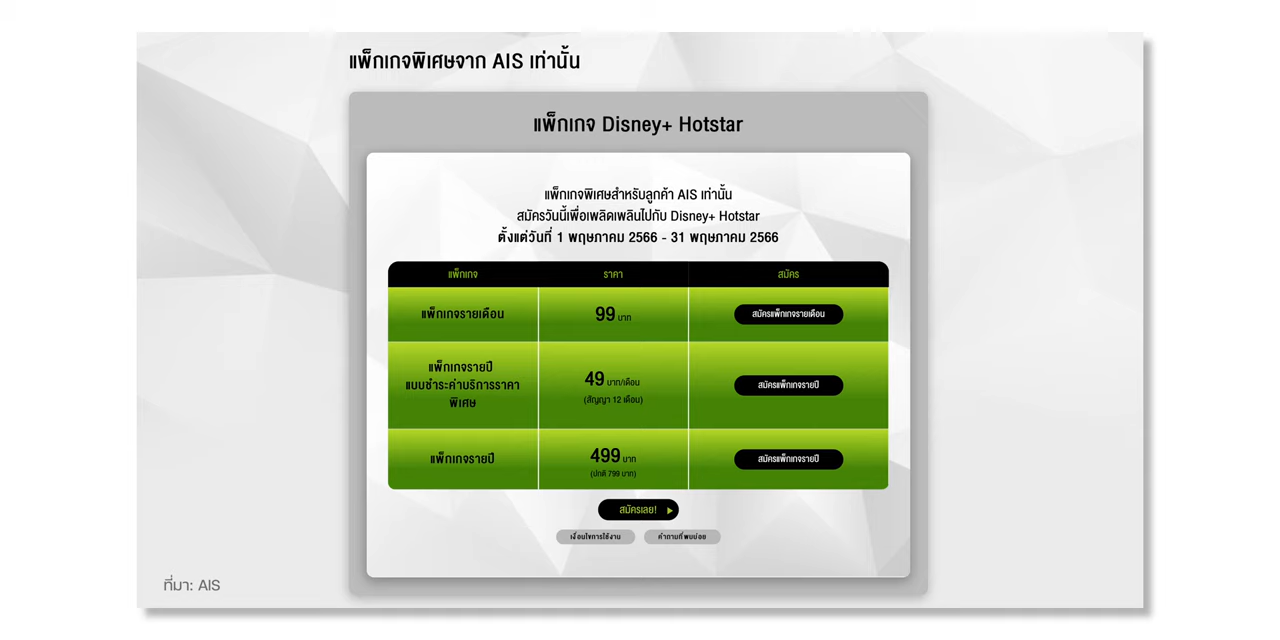 แพ็กเกจพิเศษจาก AIS เท่านั้น
แพ็กเกจ Disney+ Hotstar
แพ็กเกจพิเศษสำหรับลูกค้า AIS เท่านั้น
สมัครวันนี้เพื่อเพลิดเพลินไปกับ Disney+ Hotstar
ตั้งแต่วันที่ 1 พฤษภาคม 2566 - 31 พฤษภาคม 2566
แพ็กเกจ ราคา สมัคร
แพ็กเกจรายเดือน 99 บาท สมัครแพ็กเกจรายเดือน
แพ็กเกจรายปี
แบบชำระค่าบริการราคา
พิเศษ
49 บาท/เดือน
(สัญญา 12 เดือน)
สมัครแพ็กเกจรายปี
แพ็กเกจรายปี
499 บาท
(ปกติ 799 บาท)
สมัครแพ็กเกจรายปี
สมัครเลย!
เงื่อนไขการใช้งาน คำถามที่พบบ่อย
ที่มา: AIS